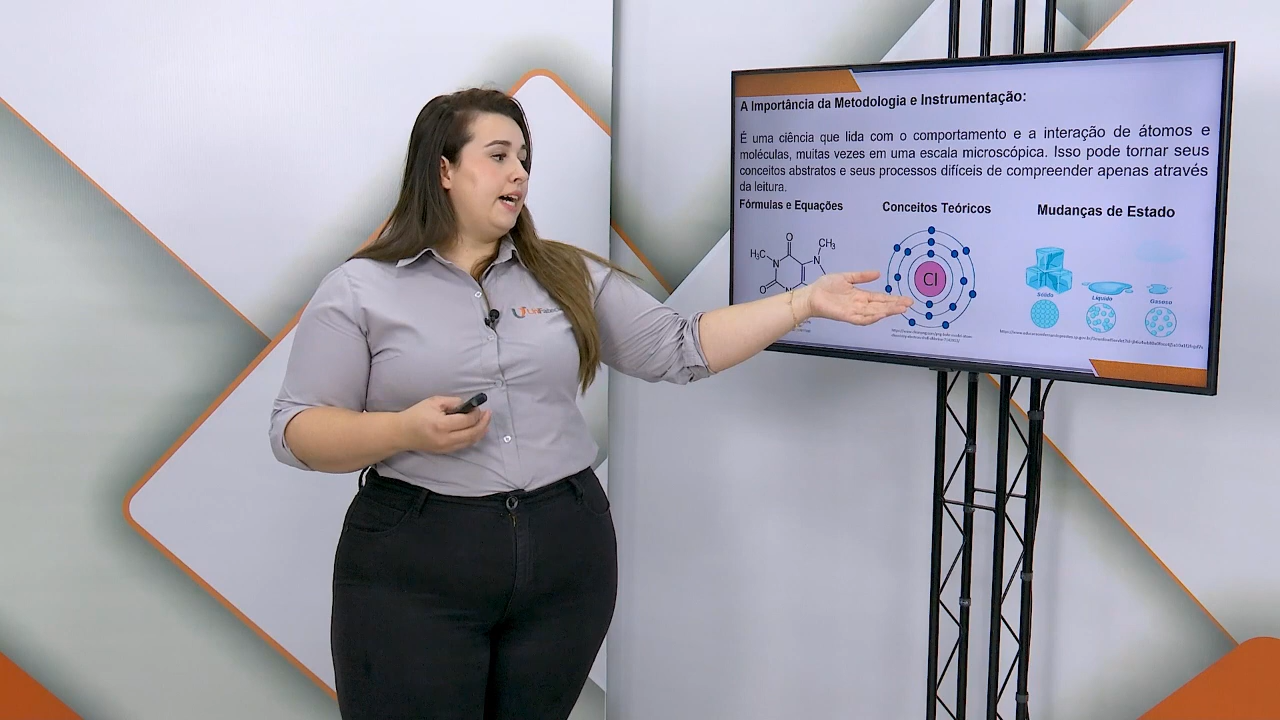 A Importância da Metodologia e Instrumentação:
É uma ciência que lida com o comportamento e a interação de átomos e
moléculas, muitas vezes em uma escala microscópica. Isso pode tornar seus
conceitos abstratos e seus processos difíceis de compreender apenas através
da leitura.
Fórmulas e Equações
Conceitos Teóricos
Mudanças de Estado
O
CH₃
H₃C
N
N
O
Cl
Sólido
Líquido
Gasoso